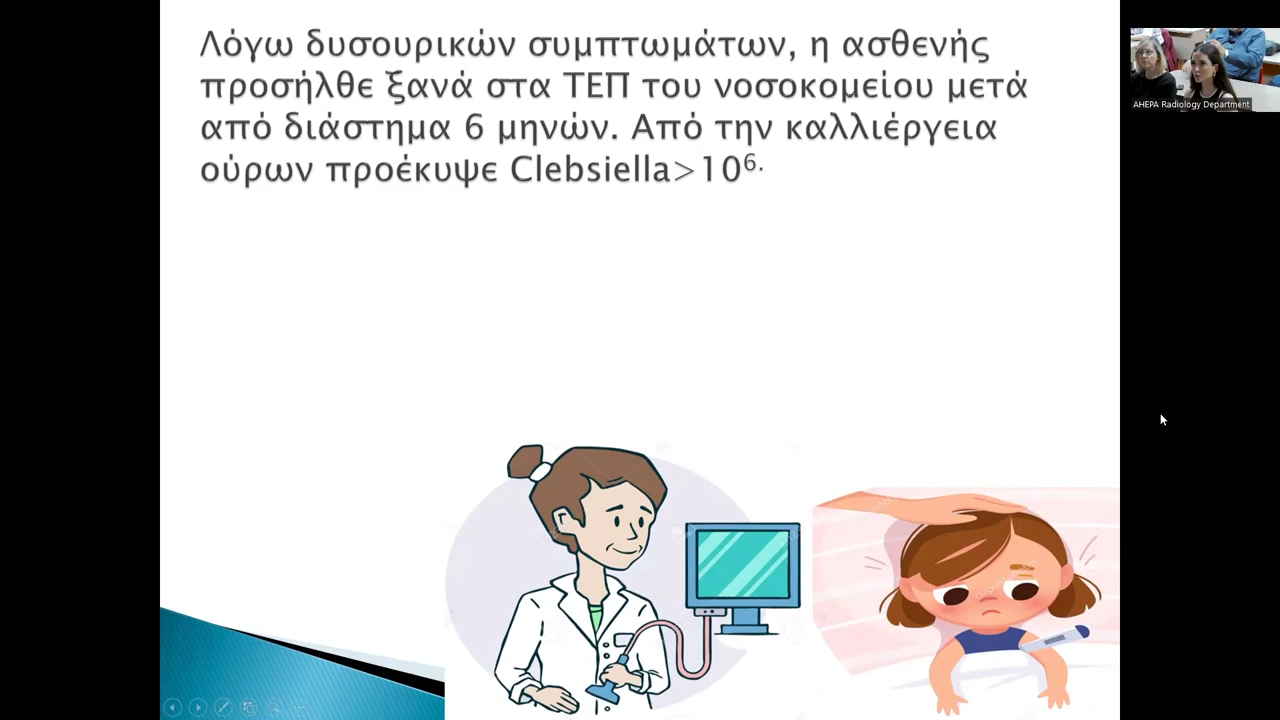 Λόγω δυσουρικών συμπτωμάτων, η ασθενής
προσήλθε ξανά στα ΤΕΠ του νοσοκομείου μετά
από διάστημα 6 μηνών. Από την καλλιέργεια
ούρων προέκυψε Clebsiella>10⁶·
AHEPA Radiology Department